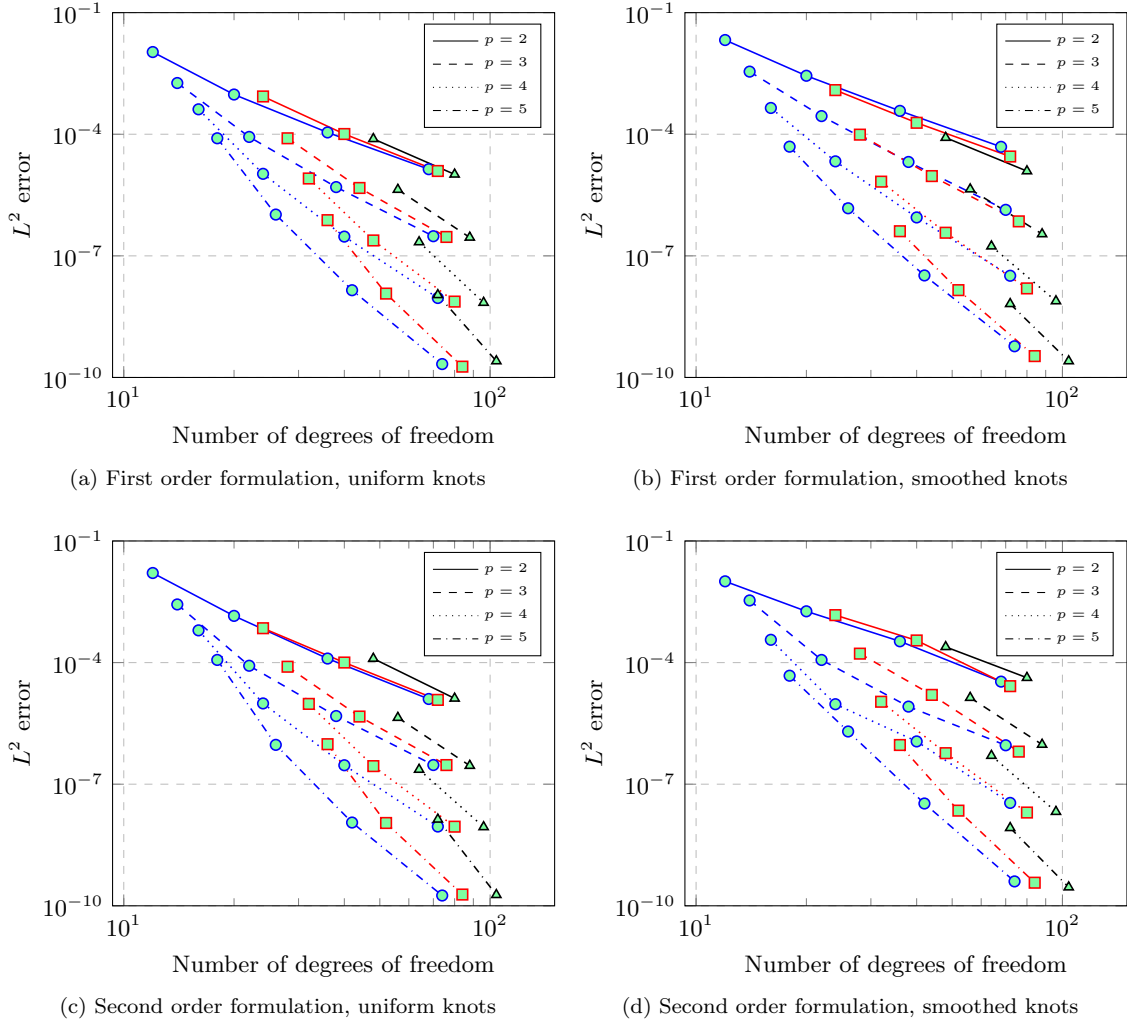 10^1
10^2
10^-10
10^-7
10^-4
10^-1
Number of degrees of freedom
L^2 error
p = 2
p = 3
p = 4
p = 5
(a) First order formulation, uniform knots
10^1
10^2
10^-10
10^-7
10^-4
10^-1
Number of degrees of freedom
L^2 error
p = 2
p = 3
p = 4
p = 5
(b) First order formulation, smoothed knots
10^1
10^2
10^-10
10^-7
10^-4
10^-1
Number of degrees of freedom
L^2 error
p = 2
p = 3
p = 4
p = 5
(c) Second order formulation, uniform knots
10^1
10^2
10^-10
10^-7
10^-4
10^-1
Number of degrees of freedom
L^2 error
p = 2
p = 3
p = 4
p = 5
(d) Second order formulation, smoothed knots